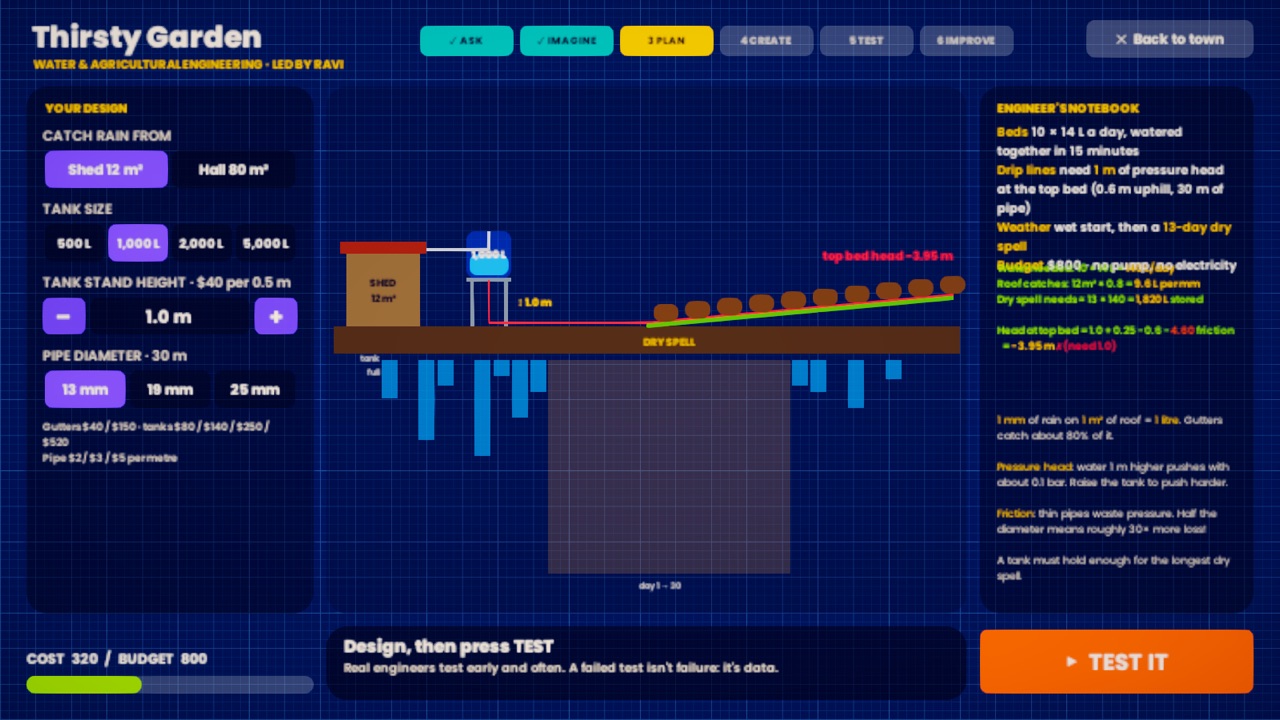 Thirsty Garden
WATER & AGRICULTURAL ENGINEERING · LED BY RAVI
✓ ASK
✓ IMAGINE
3 PLAN
4 CREATE
5 TEST
6 IMPROVE
✕ Back to town
YOUR DESIGN
CATCH RAIN FROM
Shed 12 m²
Hall 80 m²
TANK SIZE
500 L
1,000 L
2,000 L
5,000 L
TANK STAND HEIGHT · $40 per 0.5 m
−
1.0 m
+
PIPE DIAMETER · 30 m
13 mm
19 mm
25 mm
Gutters $40 / $150 · tanks $80 / $140 / $250 /
$520
Pipe $2 / $3 / $5 per metre
1,000 L
SHED
12 m²
↕ 1.0 m
top bed head -3.95 m
DRY SPELL
tank
full
day 1 – 30
ENGINEER'S NOTEBOOK
Beds 10 × 14 L a day, watered
together in 15 minutes
Drip lines need 1 m of pressure head
at the top bed (0.6 m uphill, 30 m of
pipe)
Weather wet start, then a 13-day dry
spell
Budget $800 · no pump, no electricity
Roof catches: 12 m² × 0.8 = 9.6 L per mm
Dry spell needs = 13 × 140 = 1,820 L stored
Head at top bed = 1.0 + 0.25 - 0.6 - 4.60 friction
= -3.95 m ✗ (need 1.0)
1 mm of rain on 1 m² of roof = 1 litre. Gutters
catch about 80% of it.
Pressure head: water 1 m higher pushes with
about 0.1 bar. Raise the tank to push harder.
Friction: thin pipes waste pressure. Half the
diameter means roughly 30× more loss!
A tank must hold enough for the longest dry
spell.
COST 320 / BUDGET 800
Design, then press TEST
Real engineers test early and often. A failed test isn't failure: it's data.
▸ TEST IT